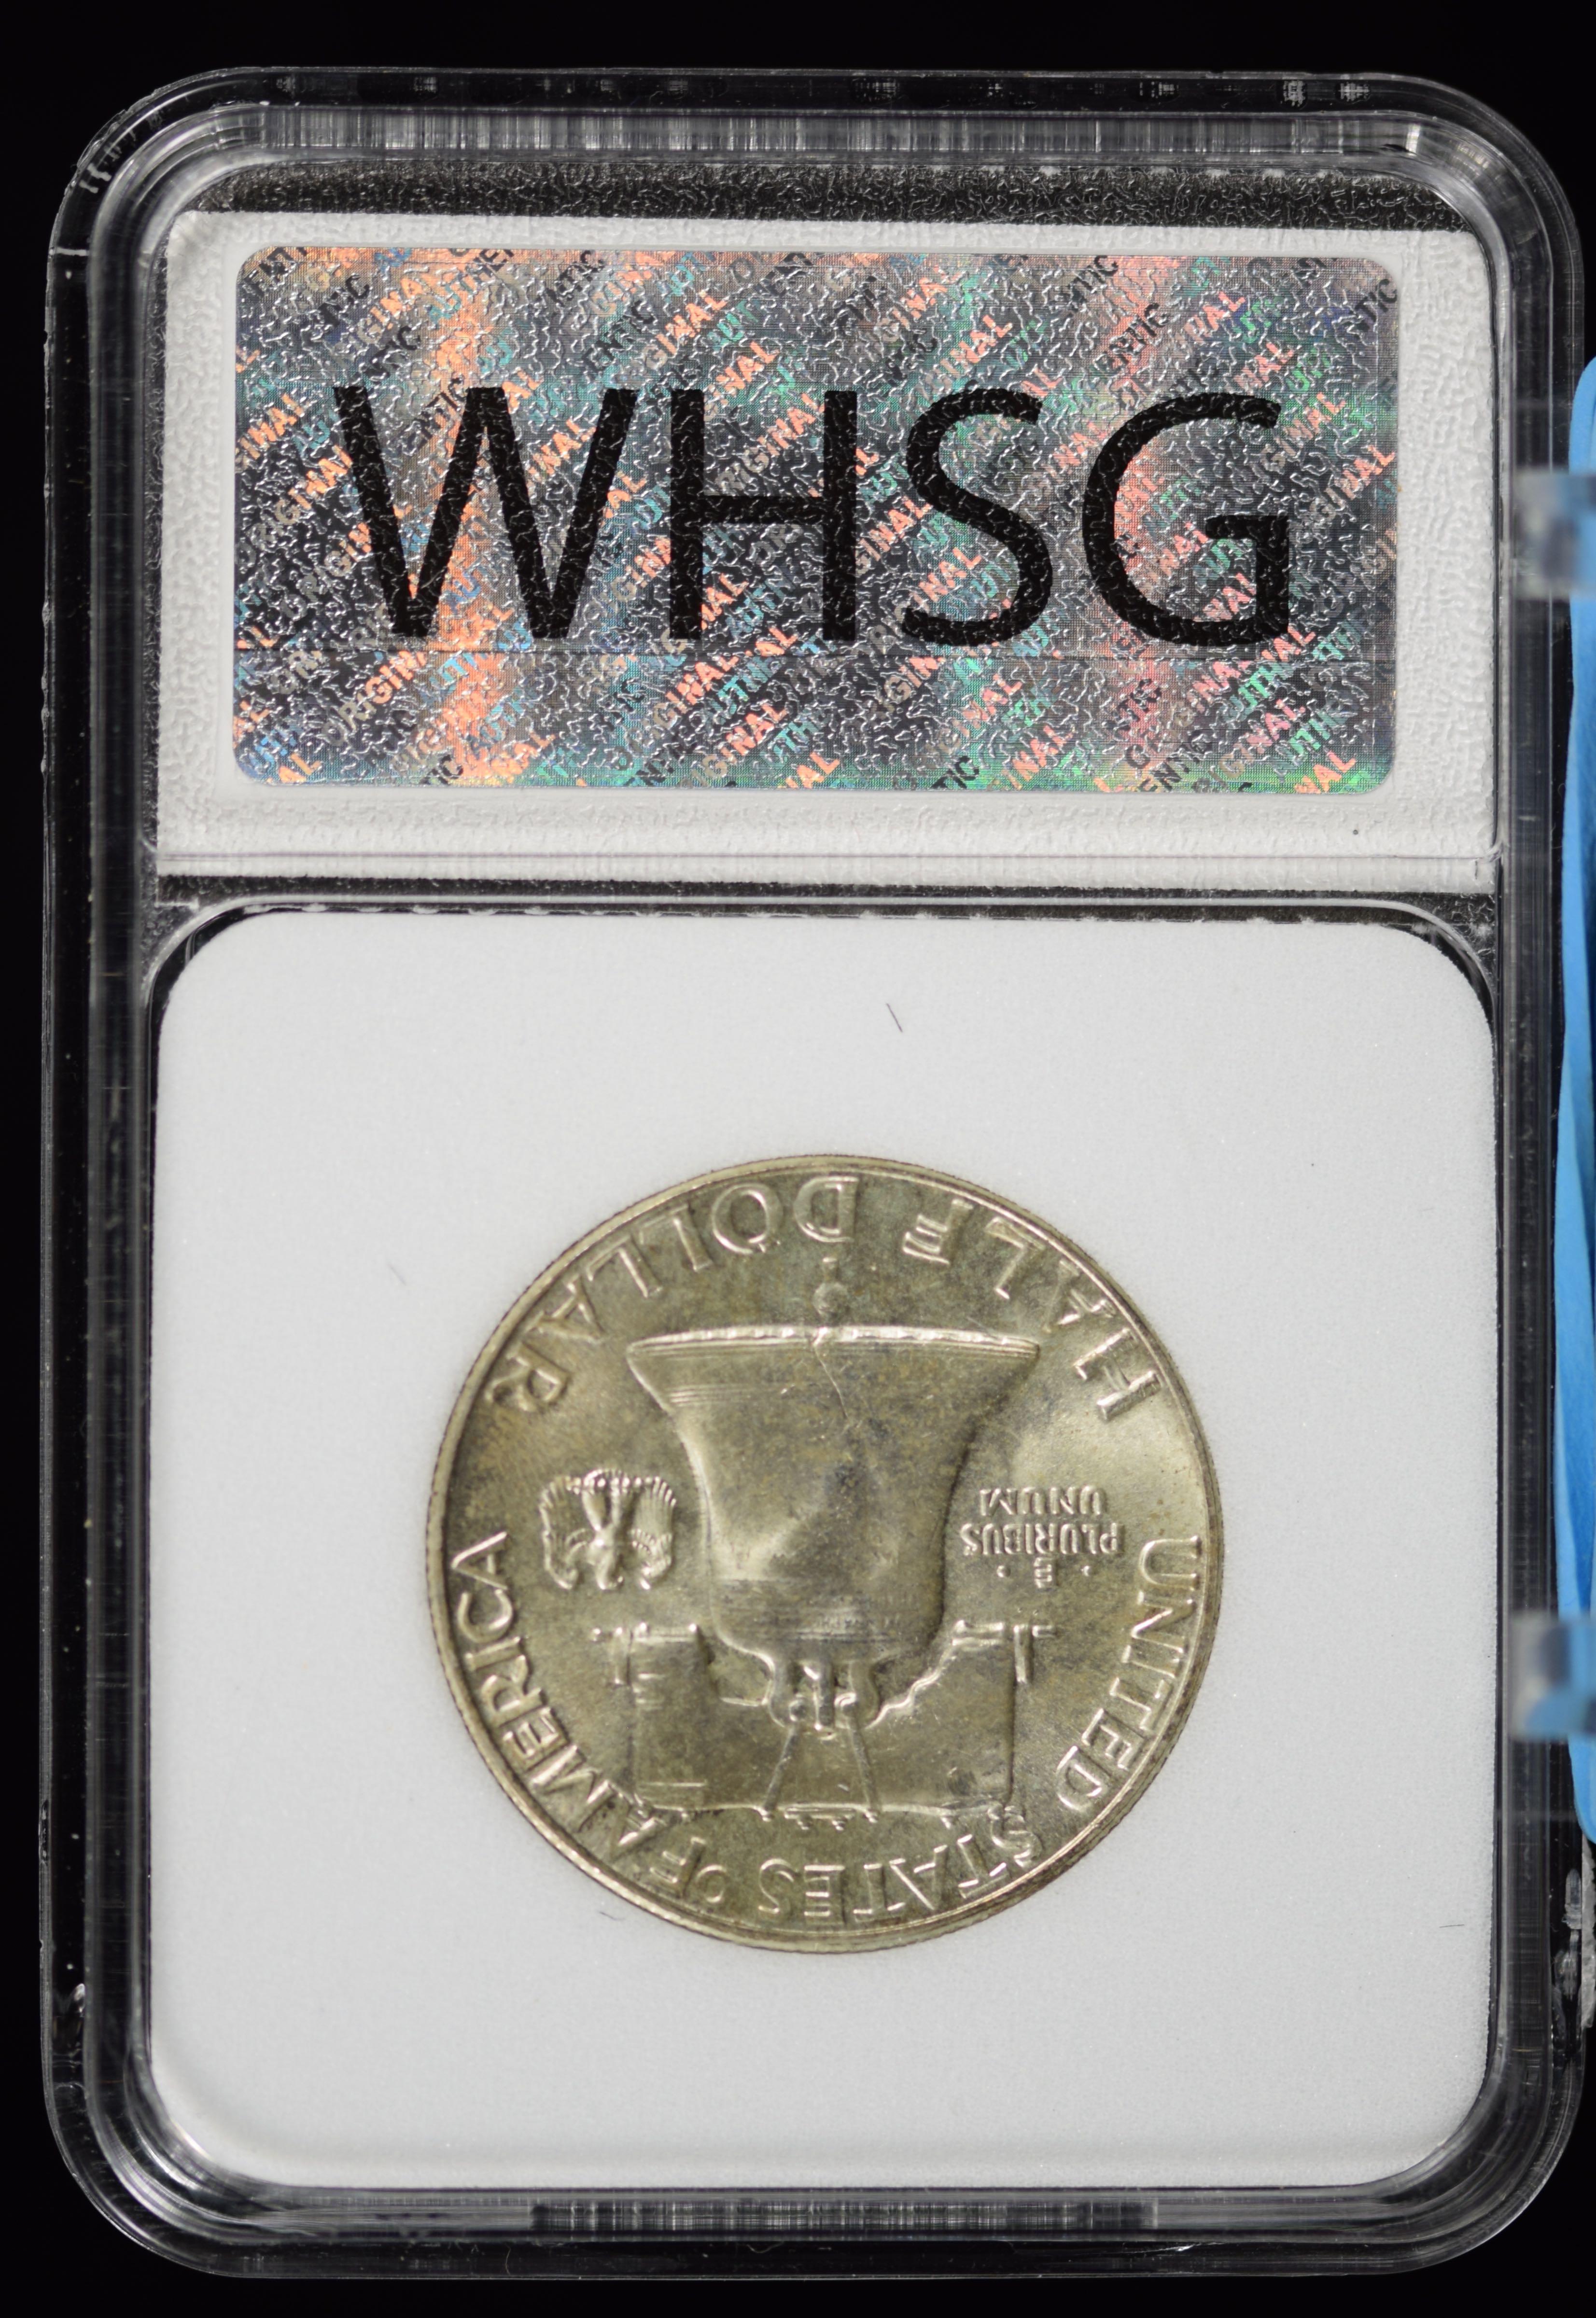 WHSG
UNITED STATES OF AMERICA
E
PLURIBUS
UNUM
HALF DOLLAR